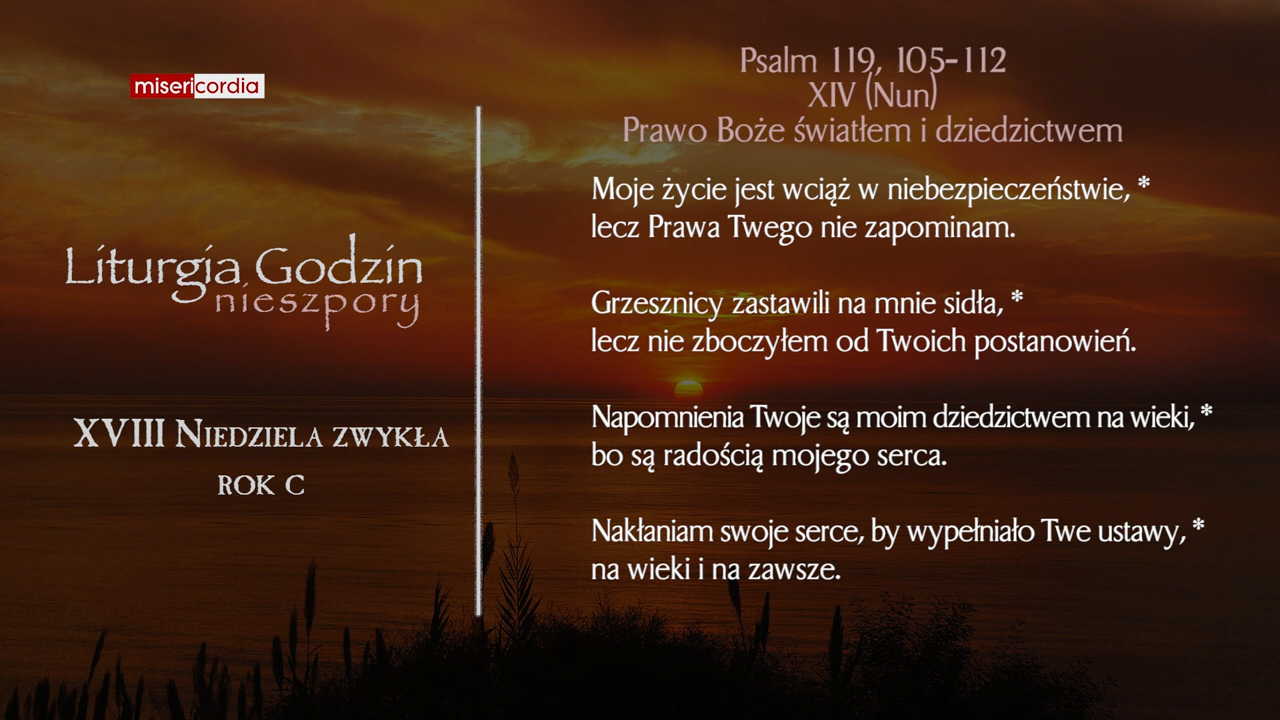 misericordia
Liturgia Godzin
nieszpory
XVIII Niedziela zwykła
rok C
Psalm 119, 105-112
XIV (Nun)
Prawo Boże światłem i dziedzictwem
Moje życie jest wciąż w niebezpieczeństwie, *
lecz Prawa Twego nie zapominam.
Grzesznicy zastawili na mnie sidła, *
lecz nie zboczyłem od Twoich postanowień.
Napomnienia Twoje są moim dziedzictwem na wieki, *
bo są radością mojego serca.
Nakłaniam swoje serce, by wypełniało Twe ustawy, *
na wieki i na zawsze.